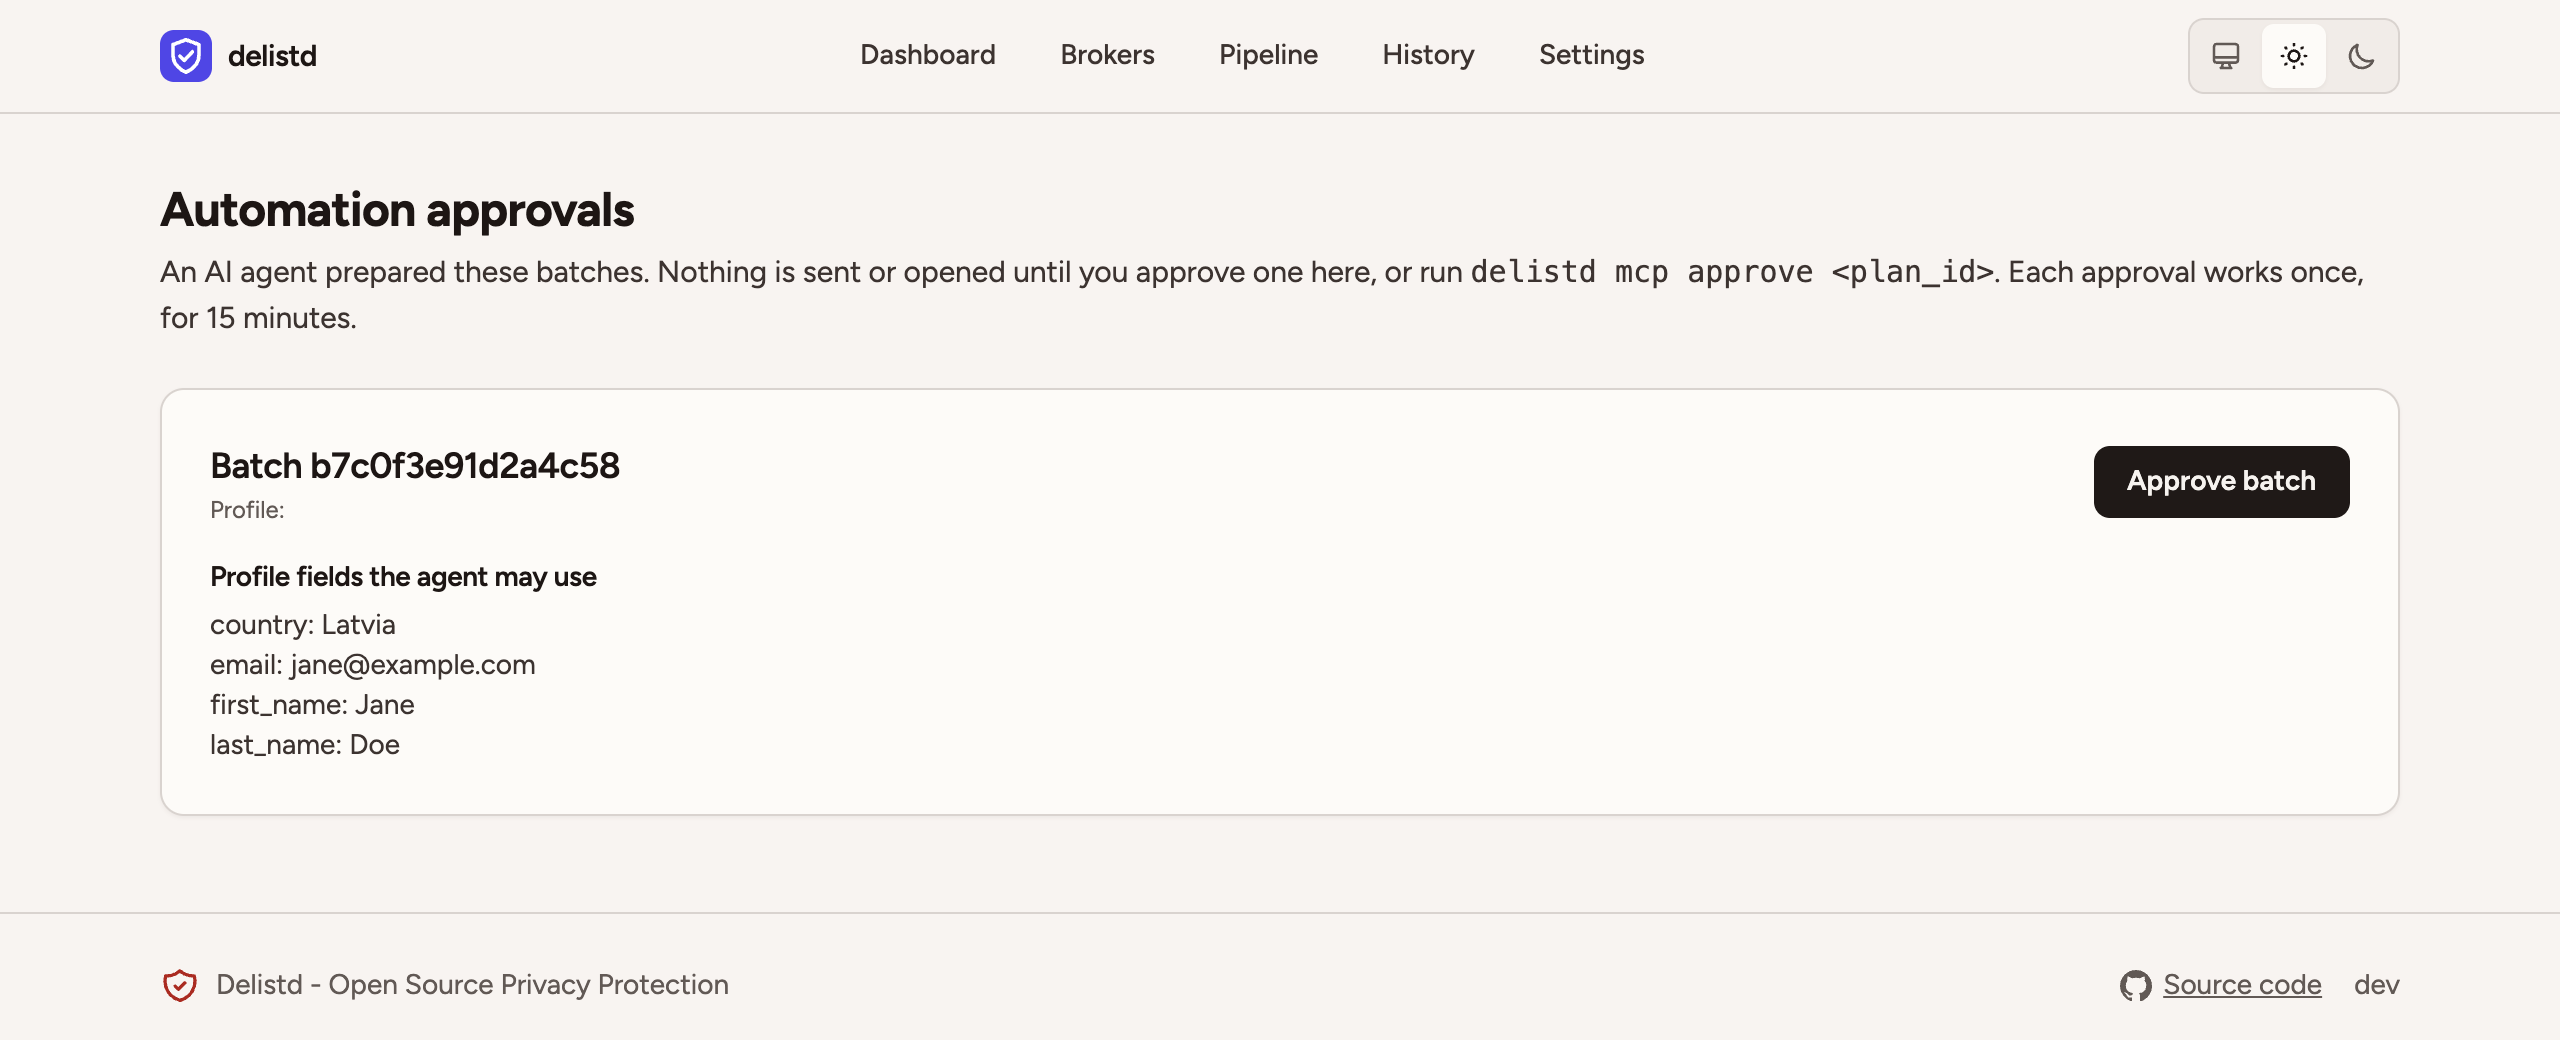 delistd
Dashboard
Brokers
Pipeline
History
Settings
Automation approvals
An AI agent prepared these batches. Nothing is sent or opened until you approve one here, or run delistd mcp approve <plan_id>. Each approval works once,
for 15 minutes.
Batch b7c0f3e91d2a4c58
Approve batch
Profile:
Profile fields the agent may use
country: Latvia
email: jane@example.com
first_name: Jane
last_name: Doe
Delistd - Open Source Privacy Protection
Source code
dev